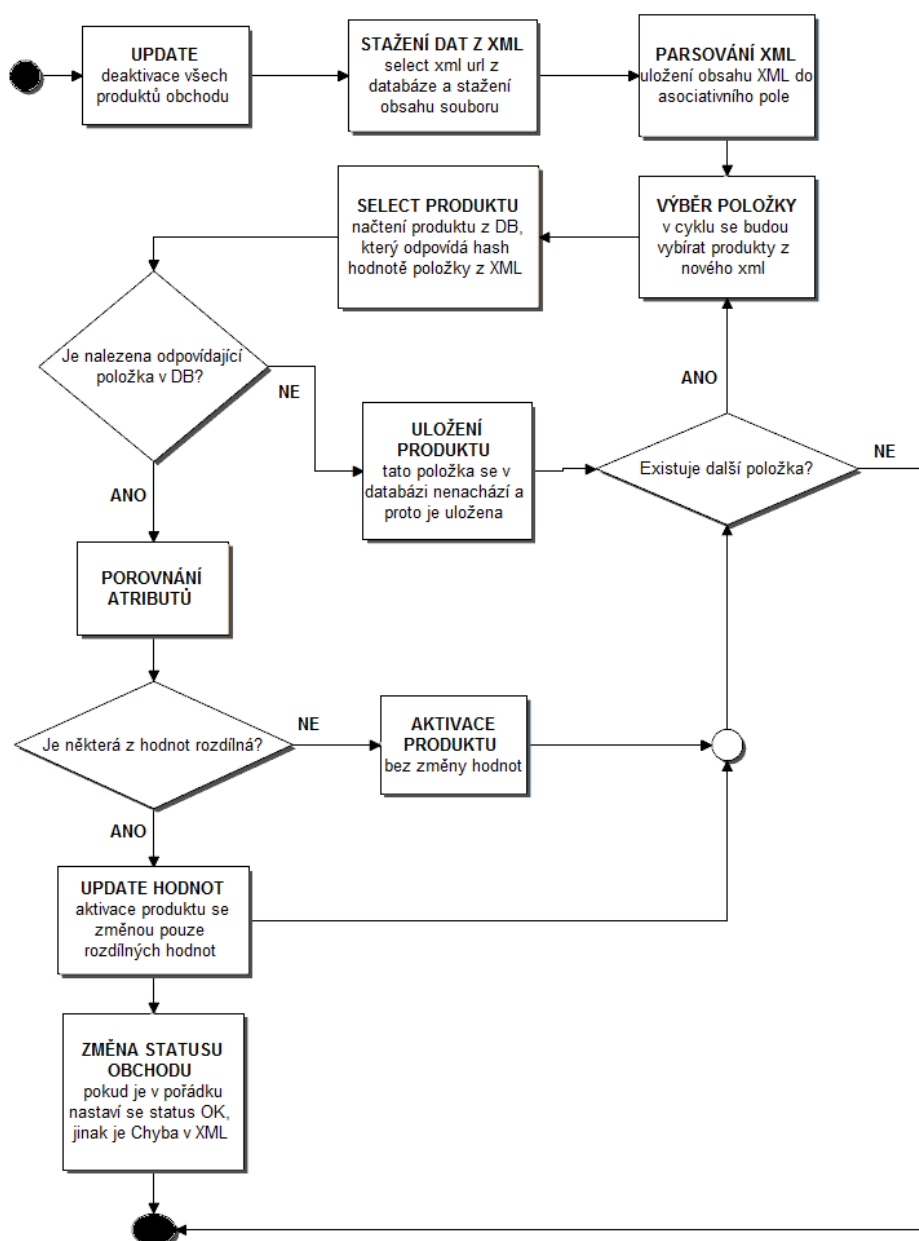 UPDATE
deaktivace všech
produktů obchodu
STAŽENÍ DAT Z XML
select xml url z
databáze a stažení
obsahu souboru
PARSOVÁNÍ XML
uložení obsahu XML do
asociativního pole
SELECT PRODUKTU
načtení produktu z DB,
který odpovídá hash
hodnotě položky z XML
VÝBĚR POLOŽKY
v cyklu se budou
vybírat produkty z
nového xml
Je nalezena odpovídající
položka v DB?
NE
ANO
ULOŽENÍ
PRODUKTU
tato položka se v
databázi nenachází a
proto je uložena
ANO
Existuje další položka?
NE
POROVNÁNÍ
ATRIBUTŮ
Je některá z hodnot rozdílná?
NE
ANO
AKTIVACE
PRODUKTU
bez změny hodnot
UPDATE HODNOT
aktivace produktu se
změnou pouze
rozdílných hodnot
ZMĚNA STATUSU
OBCHODU
pokud je v pořádku
nastaví se status OK,
jinak je Chyba v XML